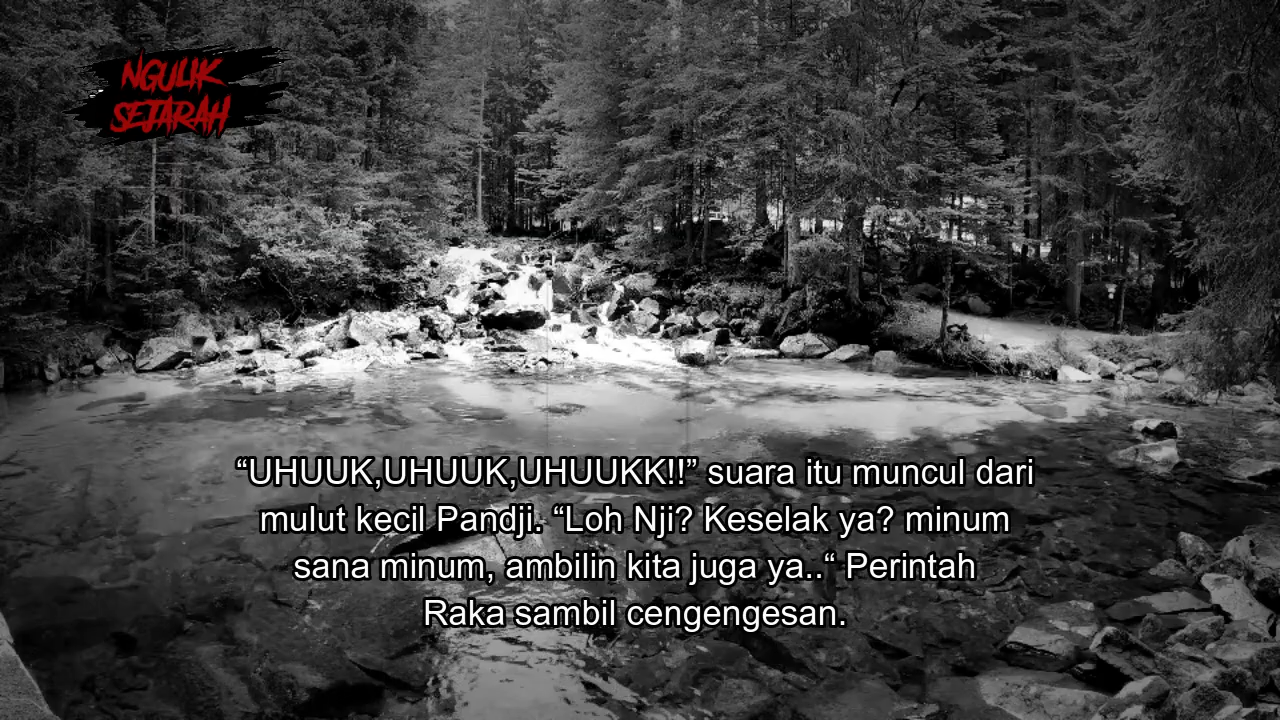 NGULIK
SEJARAH
“UHUUK,UHUUK,UHUUKK!!” suara itu muncul dari
mulut kecil Pandji. “Loh Nji? Keselak ya? minum
sana minum, ambilin kita juga ya..“ Perintah
Raka sambil cengengesan.